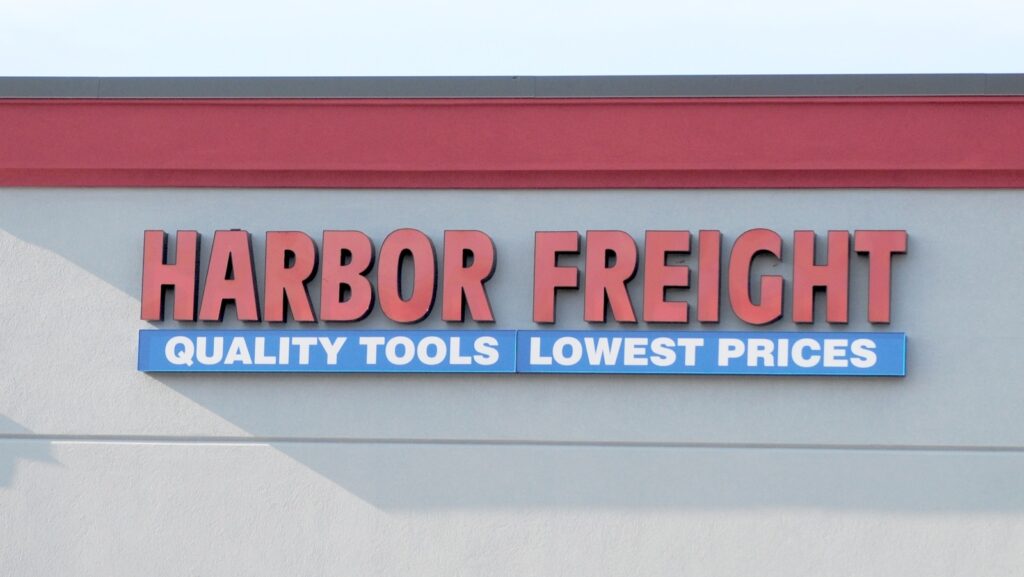 HARBOR FREIGHT
QUALITY TOOLS LOWEST PRICES